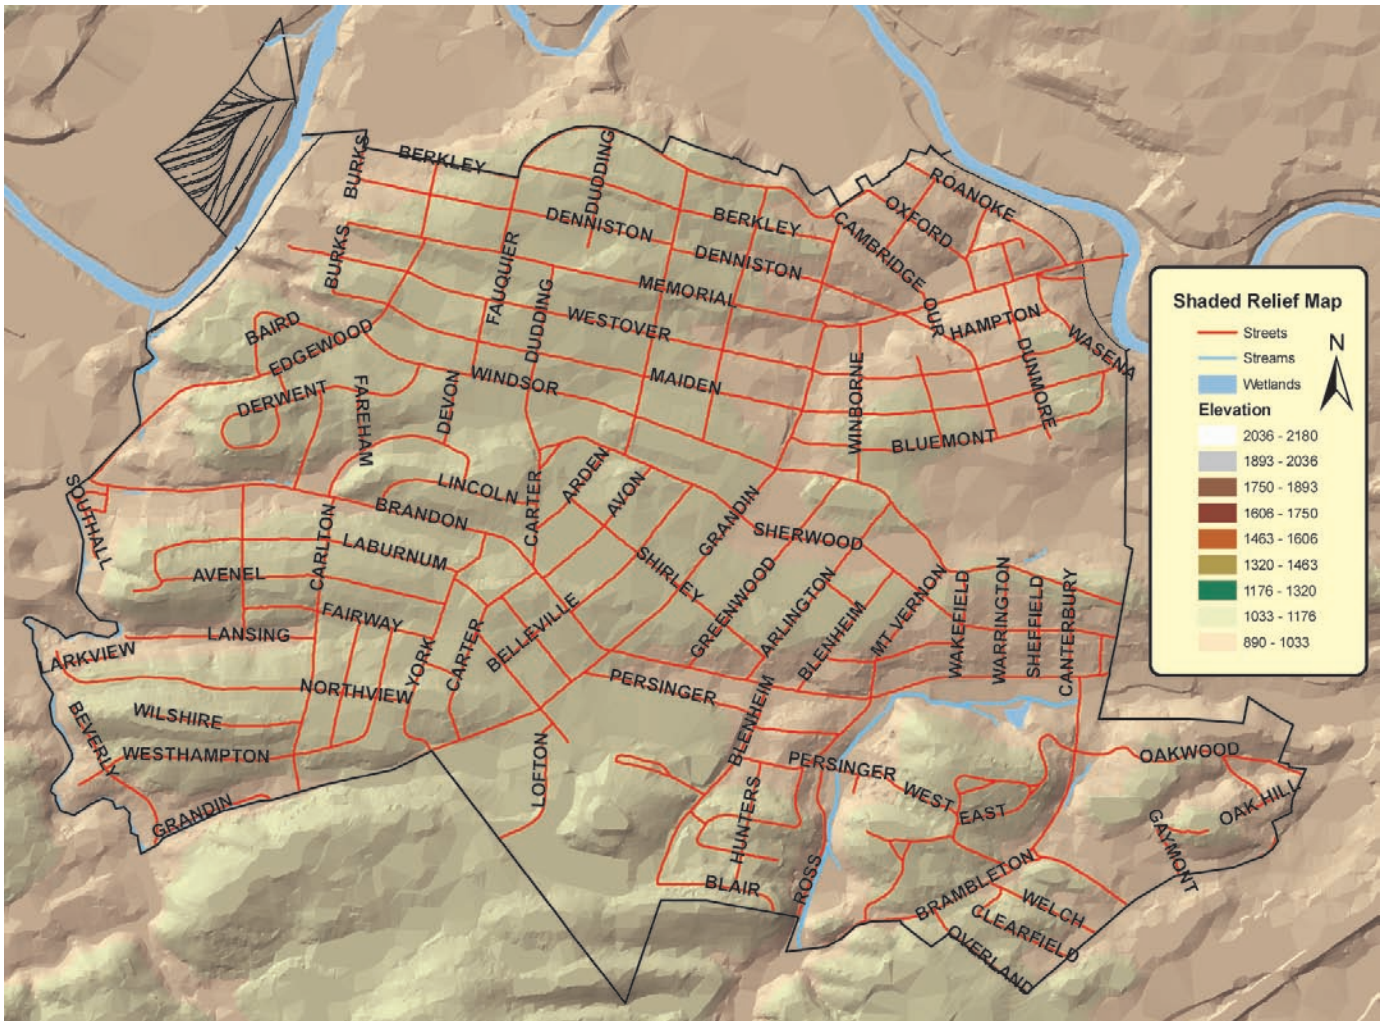 BURKS
BERKLEY
DUDDING
ROANOKE
OXFORD
DENNISTON
BERKLEY
CAMBRIDGE
BURKS
FAUQUIER
DENNISTON
MEMORIAL
DUDDING
OUR
HAMPTON
WASENA
BAIRD
EDGEWOOD
WESTOVER
DUNMORE
DERWENT
FAREHAM
DEVON
WINDSOR
MAIDEN
WINBORNE
BLUEMONT
SOUTHALL
LINCOLN
CARTER
ARDEN
AVON
GRANDIN
BRANDON
SHERWOOD
CARLTON
LABURNUM
AVENEL
SHIRLEY
GREENWOOD
ARLINGTON
BLENHEIM
MT. VERNON
WAKEFIELD
WARRINGTON
SHEFFIELD
CANTERBURY
FAIRWAY
LANSING
LARKVIEW
YORK
CARTER
BELLEVILLE
NORTHVIEW
PERSINGER
BEVERLY
WILSHIRE
WESTHAMPTON
BLENHEIM
LOFTON
PERSINGER
WEST
EAST
OAKWOOD
GRANDIN
HUNTERS
OAK HILL
GAYMONT
BLAIR
ROSS
BRAMBLETON
WELCH
CLEARFIELD
OVERLAND
Shaded Relief Map
Streets
Streams
Wetlands
N
Elevation
2036 - 2180
1893 - 2036
1750 - 1893
1606 - 1750
1463 - 1606
1320 - 1463
1176 - 1320
1033 - 1176
890 - 1033